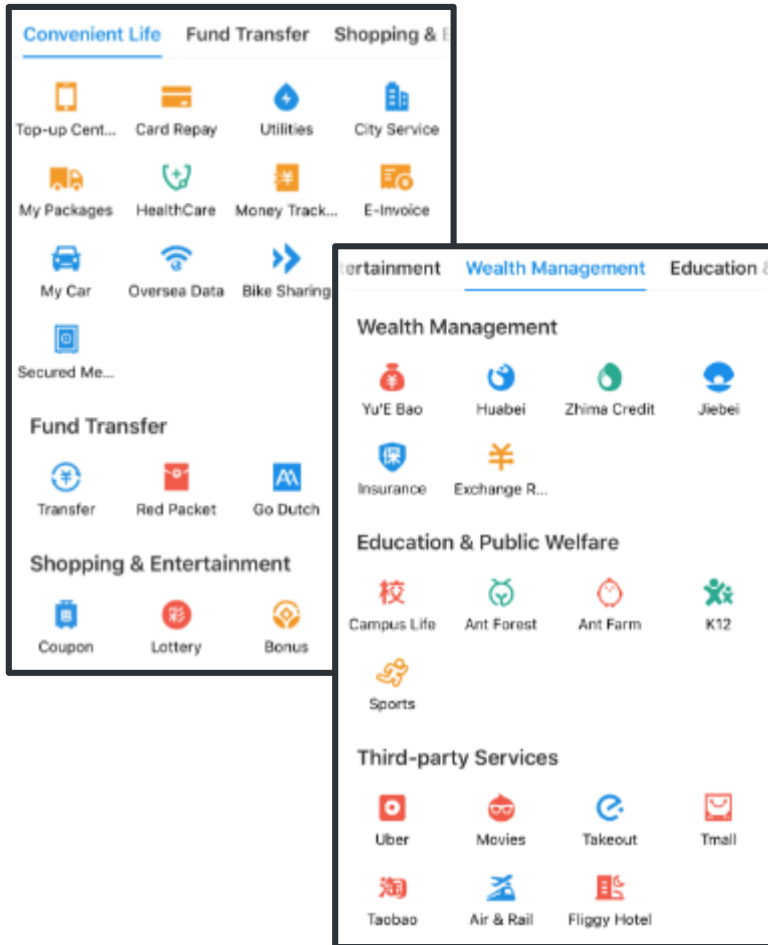 Convenient Life Fund Transfer Shopping &
Top-up Cent... Card Repay Utilities City Service
My Packages HealthCare Money Track... E-Invoice
My Car Oversea Data Bike Sharing
Secured Me...
Fund Transfer
Transfer Red Packet Go Dutch
Shopping & Entertainment
彩
Coupon Lottery Bonus
tertainment Wealth Management Education &
Wealth Management
¥
Yu'E Bao Huabei Zhima Credit Jiebei
保
Insurance Exchange R...
Education & Public Welfare
校
Campus Life Ant Forest Ant Farm K12
Sports
Third-party Services
Uber Movies Takeout Tmall
淘
Taobao Air & Rail Fliggy Hotel